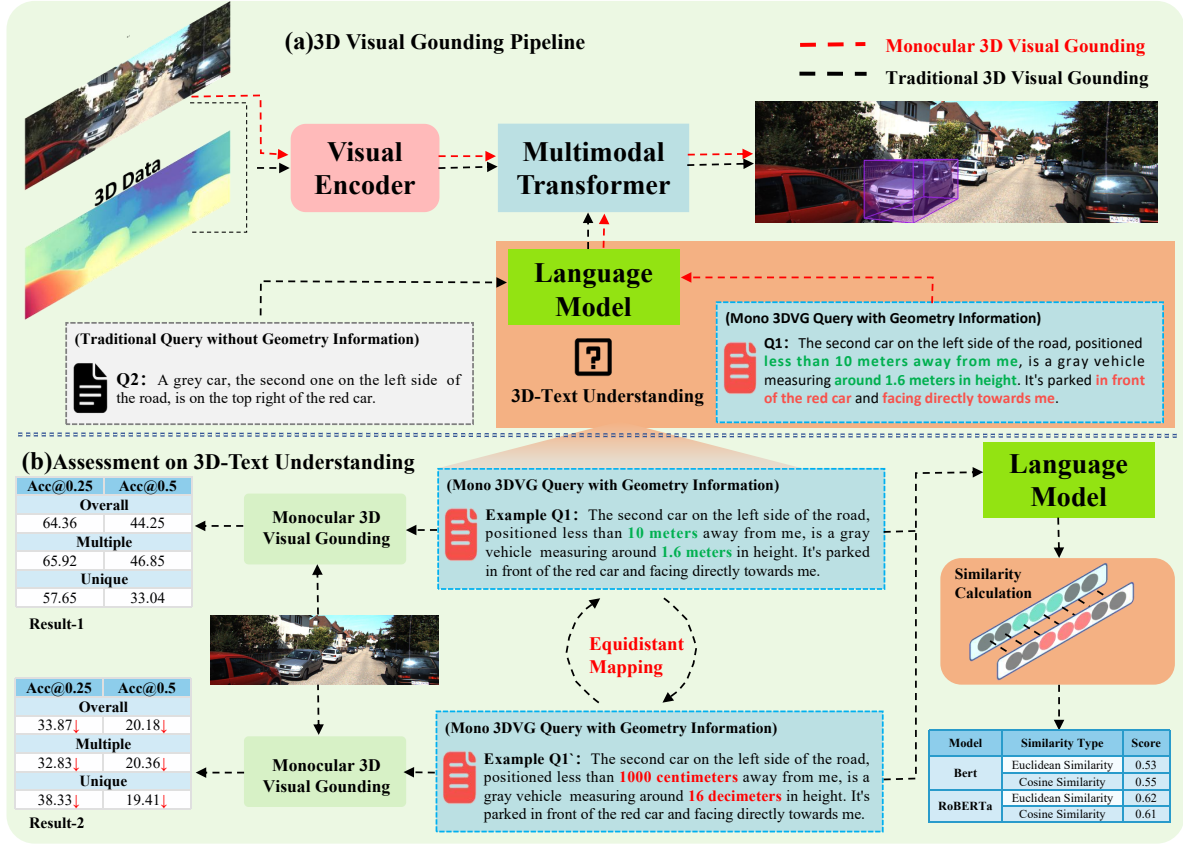 (a)3D Visual Gounding Pipeline
Monocular 3D Visual Gounding
Traditional 3D Visual Gounding
3D Data
Visual
Encoder
Multimodal
Transformer
Language
Model
?
3D-Text Understanding
(Traditional Query without Geometry Information)
Q2： A grey car, the second one on the left side of
the road, is on the top right of the red car.
(Mono 3DVG Query with Geometry Information)
Q1： The second car on the left side of the road, positioned
less than 10 meters away from me, is a gray vehicle
measuring around 1.6 meters in height. It's parked in front
of the red car and facing directly towards me.
(b)Assessment on 3D-Text Understanding
Acc@0.25 Acc@0.5
Overall
64.36 44.25
Multiple
65.92 46.85
Unique
57.65 33.04
Result-1
Monocular 3D
Visual Gounding
(Mono 3DVG Query with Geometry Information)
Example Q1： The second car on the left side of the road,
positioned less than 10 meters away from me, is a gray
vehicle measuring around 1.6 meters in height. It's parked
in front of the red car and facing directly towards me.
Equidistant
Mapping
Acc@0.25 Acc@0.5
Overall
33.87↓ 20.18↓
Multiple
32.83↓ 20.36↓
Unique
38.33↓ 19.41↓
Result-2
Monocular 3D
Visual Gounding
(Mono 3DVG Query with Geometry Information)
Example Q1`： The second car on the left side of the road,
positioned less than 1000 centimeters away from me, is a
gray vehicle measuring around 16 decimeters in height. It's
parked in front of the red car and facing directly towards me.
Language
Model
Similarity
Calculation
Model Similarity Type Score
Bert Euclidean Similarity 0.53
Cosine Similarity 0.55
RoBERTa Euclidean Similarity 0.62
Cosine Similarity 0.61